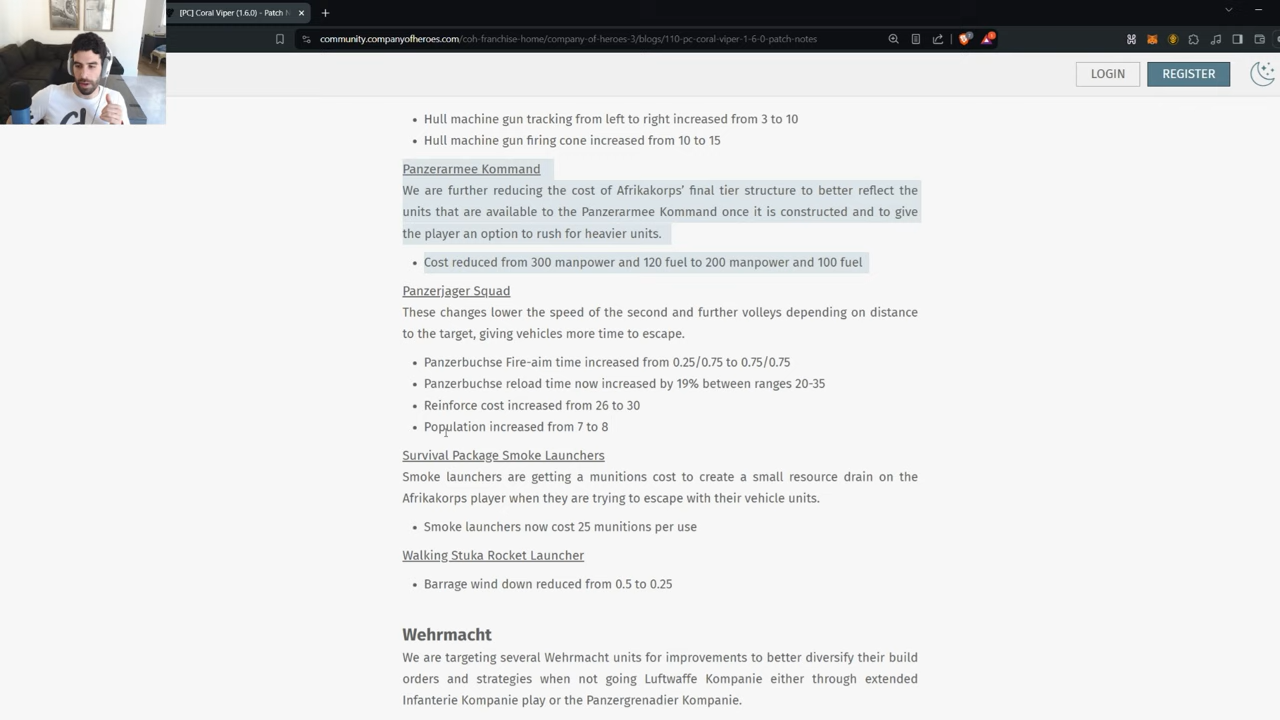 [PC] Coral Viper (1.6.0) - Patch N
community.companyofheroes.com/coh-franchise-home/company-of-heroes-3/blogs/110-pc-coral-viper-1-6-0-patch-notes
LOGIN
REGISTER
• Hull machine gun tracking from left to right increased from 3 to 10
• Hull machine gun firing cone increased from 10 to 15
Panzerarmee Kommand
We are further reducing the cost of Afrikakorps’ final tier structure to better reflect the
units that are available to the Panzerarmee Kommand once it is constructed and to give
the player an option to rush for heavier units.
• Cost reduced from 300 manpower and 120 fuel to 200 manpower and 100 fuel
Panzerjager Squad
These changes lower the speed of the second and further volleys depending on distance
to the target, giving vehicles more time to escape.
• Panzerbuchse Fire-aim time increased from 0.25/0.75 to 0.75/0.75
• Panzerbuchse reload time now increased by 19% between ranges 20-35
• Reinforce cost increased from 26 to 30
• Population increased from 7 to 8
Survival Package Smoke Launchers
Smoke launchers are getting a munitions cost to create a small resource drain on the
Afrikakorps player when they are trying to escape with their vehicle units.
• Smoke launchers now cost 25 munitions per use
Walking Stuka Rocket Launcher
• Barrage wind down reduced from 0.5 to 0.25
Wehrmacht
We are targeting several Wehrmacht units for improvements to better diversify their build
orders and strategies when not going Luftwaffe Kompanie either through extended
Infanterie Kompanie play or the Panzergrenadier Kompanie.